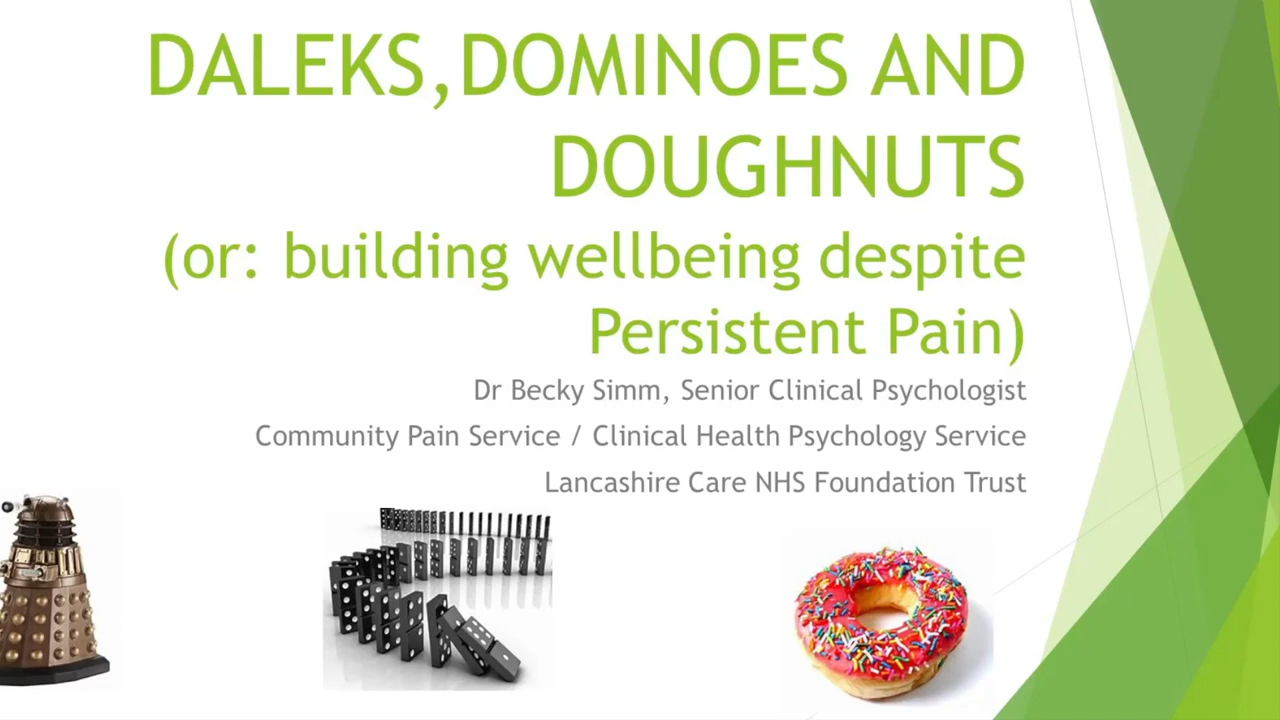 DALEKS,DOMINOES AND
DOUGHNUTS
(or: building wellbeing despite
Persistent Pain)
Dr Becky Simm, Senior Clinical Psychologist
Community Pain Service / Clinical Health Psychology Service
Lancashire Care NHS Foundation Trust